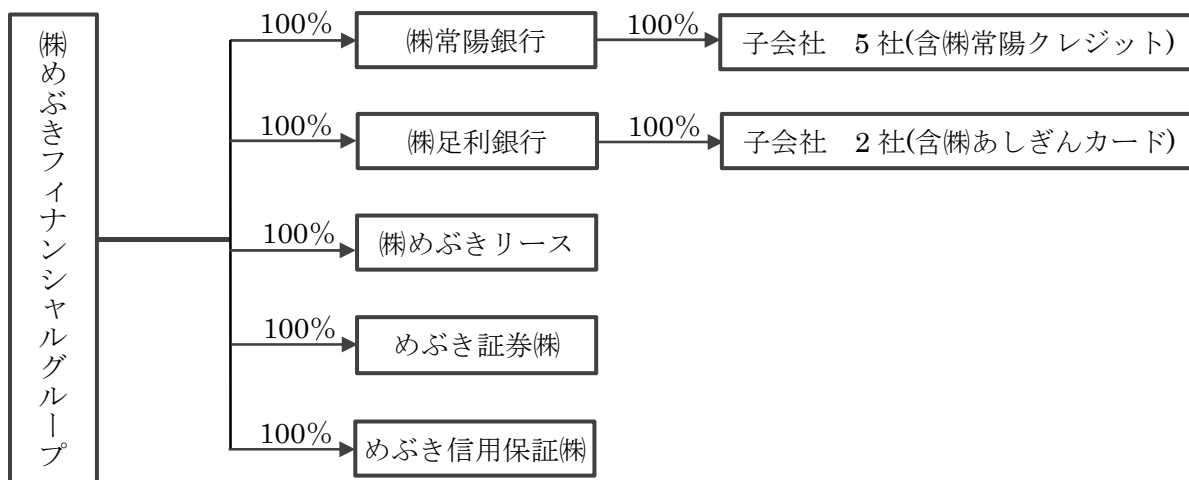 ㈱めぶきフィナンシャルグループ
100%
㈱常陽銀行
100%
子会社　5社(含㈱常陽クレジット)
100%
㈱足利銀行
100%
子会社　2社(含㈱あしぎんカード)
100%
㈱めぶきリース
100%
めぶき証券㈱
100%
めぶき信用保証㈱